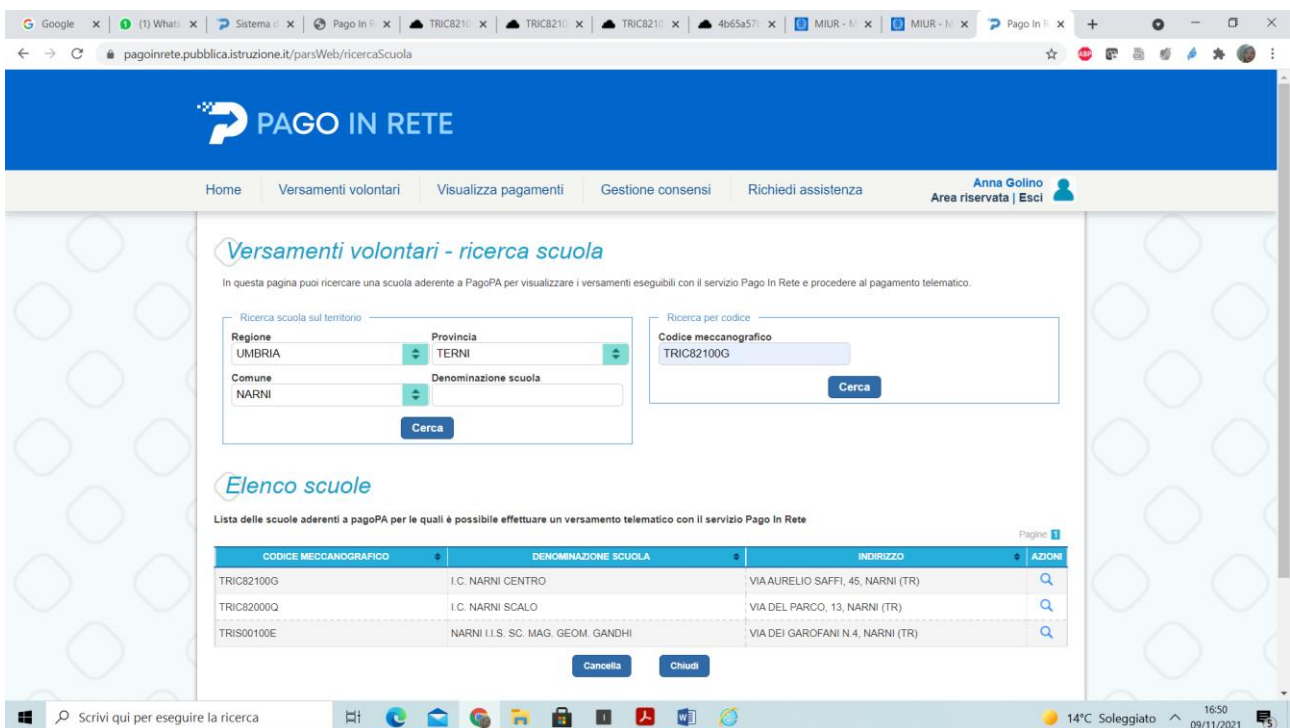 Google
(1) Whats
Sistema d
Pago In R
TRIC8210
TRIC8210
TRIC8210
4b65a57
MIUR - M
MIUR - M
Pago In R
pagoinrete.pubblica.istruzione.it/parsWeb/ricercaScuola
ABP
PAGO IN RETE
Home Versamenti volontari Visualizza pagamenti Gestione consensi Richiedi assistenza
Anna Golino
Area riservata | Esci
Versamenti volontari - ricerca scuola
In questa pagina puoi ricercare una scuola aderente a PagoPA per visualizzare i versamenti eseguibili con il servizio Pago In Rete e procedere al pagamento telematico.
Ricerca scuola sul territorio
Regione Provincia
UMBRIA TERNI
Comune Denominazione scuola
NARNI
Cerca
Ricerca per codice
Codice meccanografico
TRIC82100G
Cerca
Elenco scuole
Lista delle scuole aderenti a pagoPA per le quali è possibile effettuare un versamento telematico con il servizio Pago In Rete
Pagine 1
CODICE MECCANOGRAFICO DENOMINAZIONE SCUOLA INDIRIZZO AZIONI
TRIC82100G I.C. NARNI CENTRO VIA AURELIO SAFFI, 45, NARNI (TR)
TRIC82000Q I.C. NARNI SCALO VIA DEL PARCO, 13, NARNI (TR)
TRIS00100E NARNI I.I.S. SC. MAG. GEOM. GANDHI VIA DEI GAROFANI N.4, NARNI (TR)
Cancella Chiudi
Scrivi qui per eseguire la ricerca
14°C Soleggiato
16:50
09/11/2021